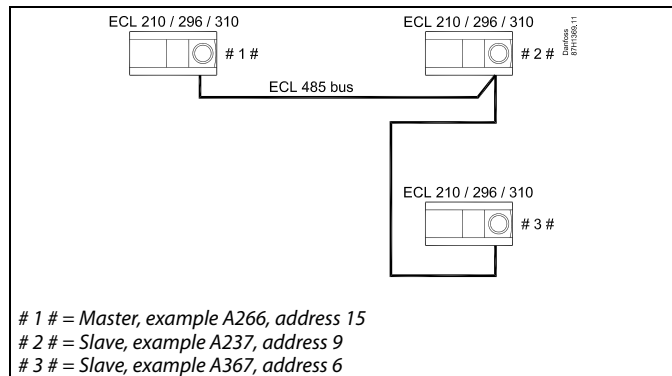 ECL 210 / 296 / 310
ECL 210 / 296 / 310
# 1 #
# 2 #
Danfoss
87H1369.11
ECL 485 bus
ECL 210 / 296 / 310
# 3 #
# 1 # = Master, example A266, address 15
# 2 # = Slave, example A237, address 9
# 3 # = Slave, example A367, address 6